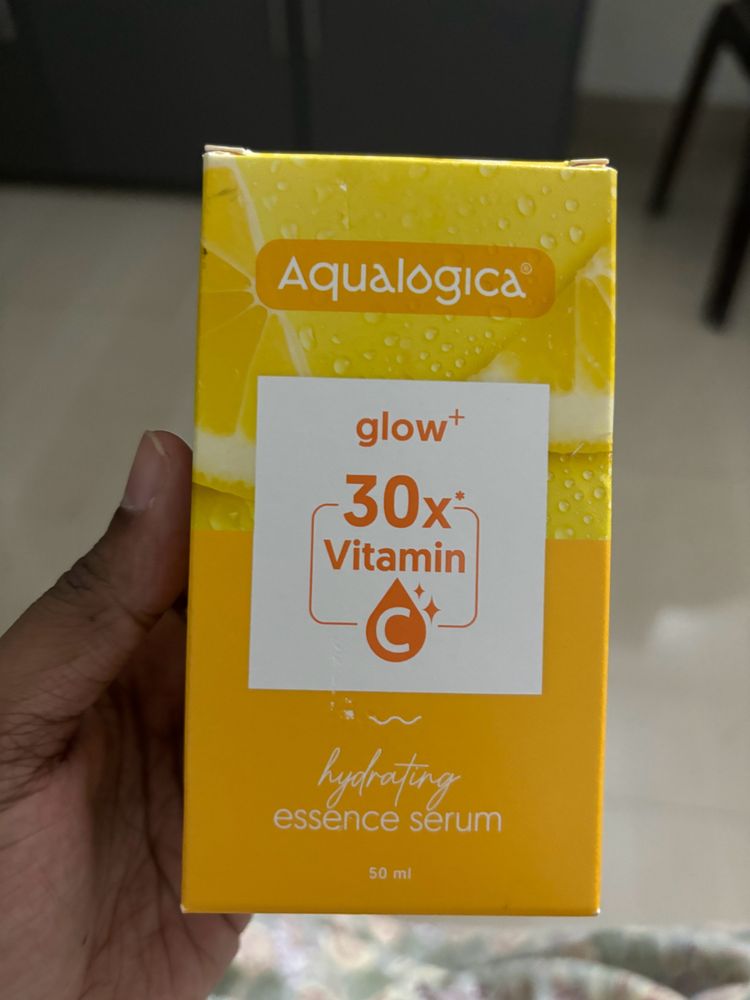 Aqualogica®
glow+
30x*
Vitamin
C
hydrating
essence serum
50 ml